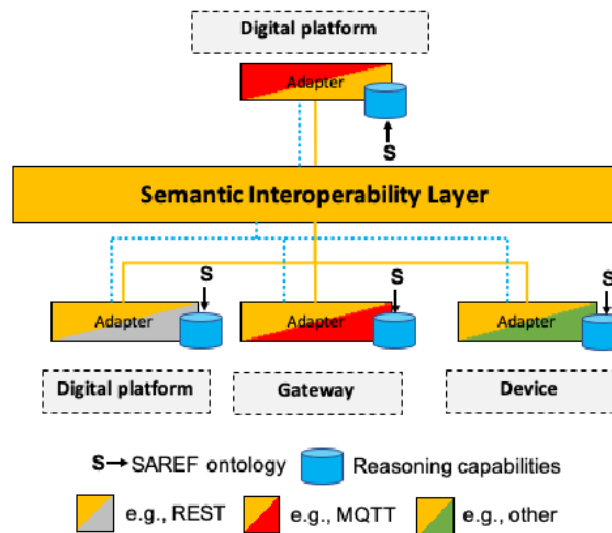 Digital platform
Adapter
S
Semantic Interoperability Layer
S
S
S
Adapter
Adapter
Adapter
Digital platform
Gateway
Device
S → SAREF ontology
Reasoning capabilities
e.g., REST
e.g., MQTT
e.g., other